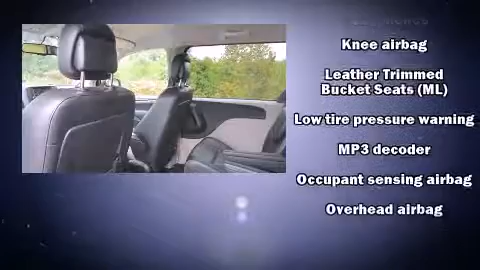 Knee airbag
Leather Trimmed
Bucket Seats (ML)
Low tire pressure warning
MP3 decoder
Occupant sensing airbag
Overhead airbag